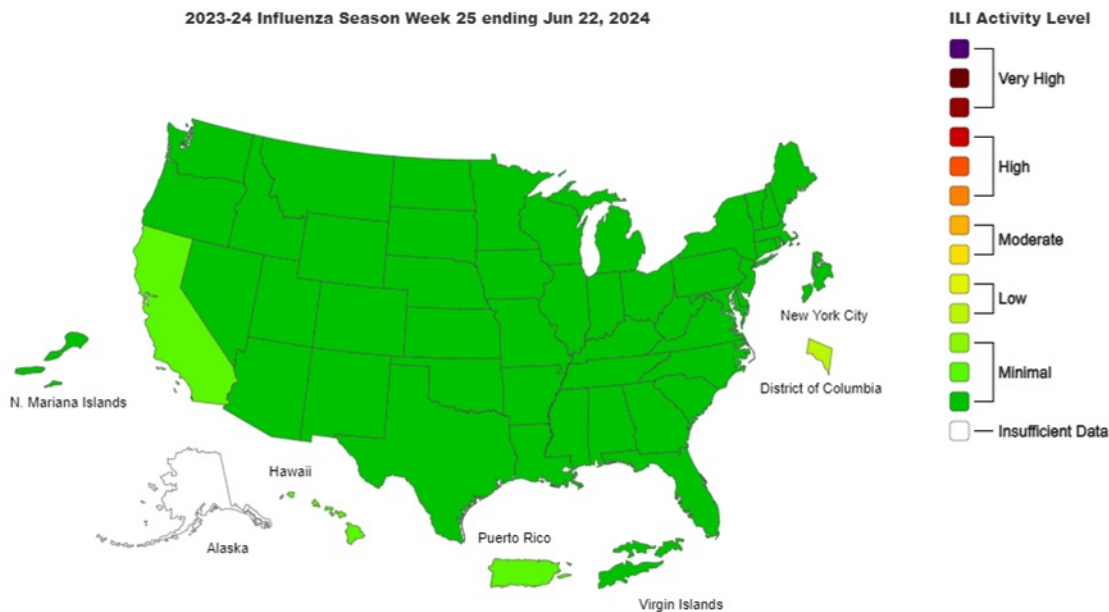 2023-24 Influenza Season Week 25 ending Jun 22, 2024
ILI Activity Level
Very High
High
Moderate
Low
Minimal
Insufficient Data
New York City
District of Columbia
N. Mariana Islands
Hawaii
Alaska
Puerto Rico
Virgin Islands